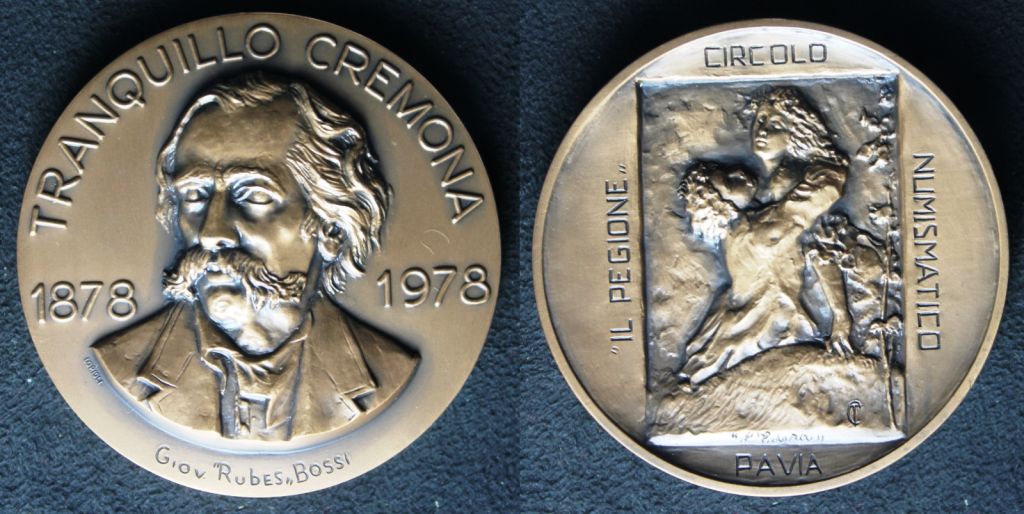 TRANQUILLO CREMONA
1878 1978
Giov. "Rubes„ Bossi
CIRCOLO
"IL PEGIONE„
NUMISMATICO
PAVIA